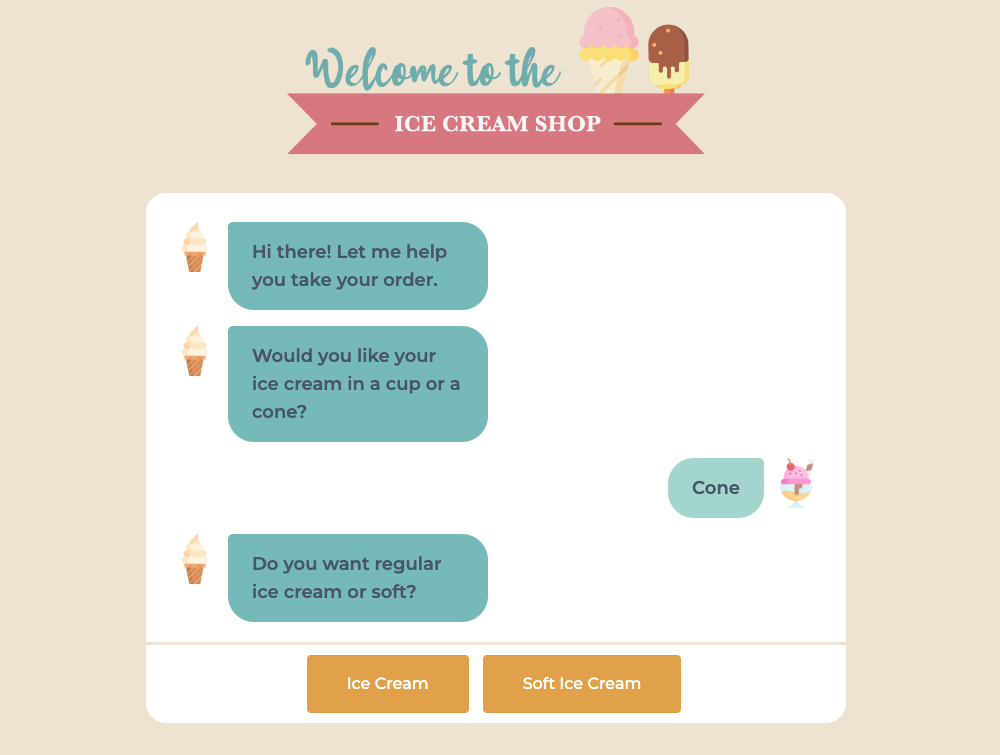 Welcome to the
ICE CREAM SHOP
Hi there! Let me help
you take your order.
Would you like your
ice cream in a cup or a
cone?
Cone
Do you want regular
ice cream or soft?
Ice Cream
Soft Ice Cream